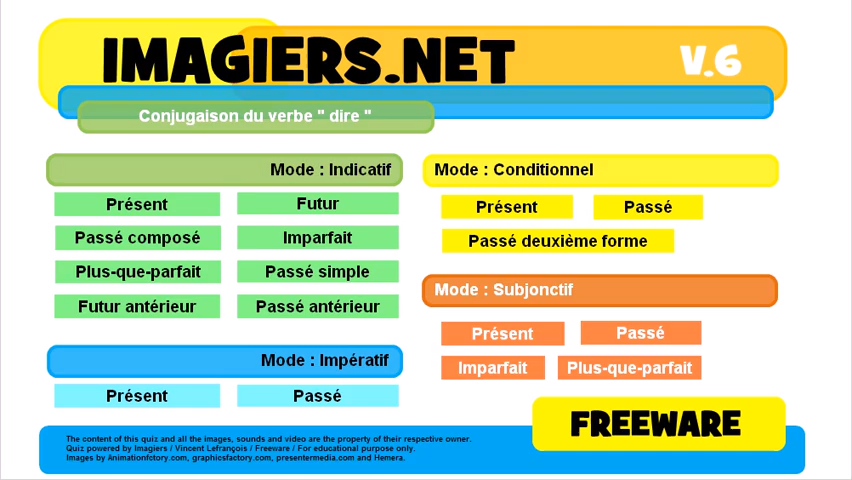 IMAGIERS.NET
V.6
Conjugaison du verbe " dire "
Mode : Indicatif
Présent
Futur
Passé composé
Imparfait
Plus-que-parfait
Passé simple
Futur antérieur
Passé antérieur
Mode : Impératif
Présent
Passé
Mode : Conditionnel
Présent
Passé
Passé deuxième forme
Mode : Subjonctif
Présent
Passé
Imparfait
Plus-que-parfait
FREEWARE
The content of this quiz and all the images, sounds and video are the property of their respective owner.
Quiz powered by Imagiers / Vincent Lefrançois / Freeware / For educational purpose only.
Images by Animationfctory.com, graphicsfactory.com, presentermedia.com and Hemera.